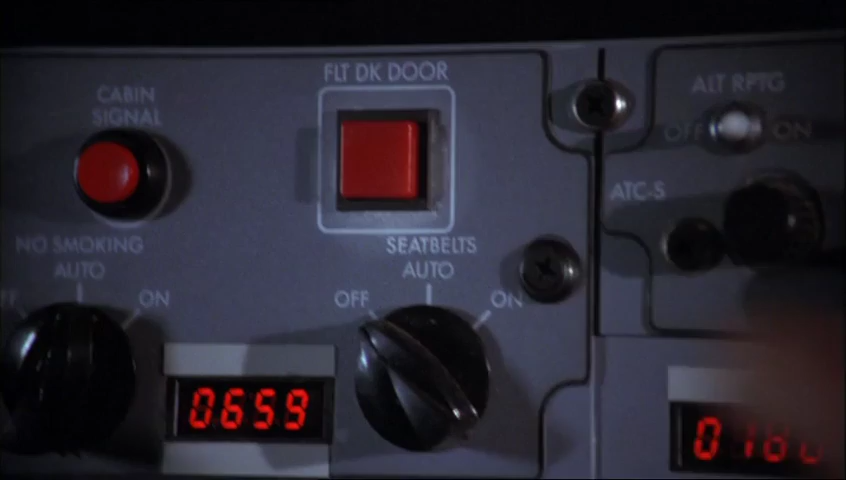 FLT DK DOOR
CABIN
SIGNAL
ALT RPTG
OFF
ON
ATC-S
NO SMOKING
AUTO
ON
SEATBELTS
AUTO
OFF
ON
0659